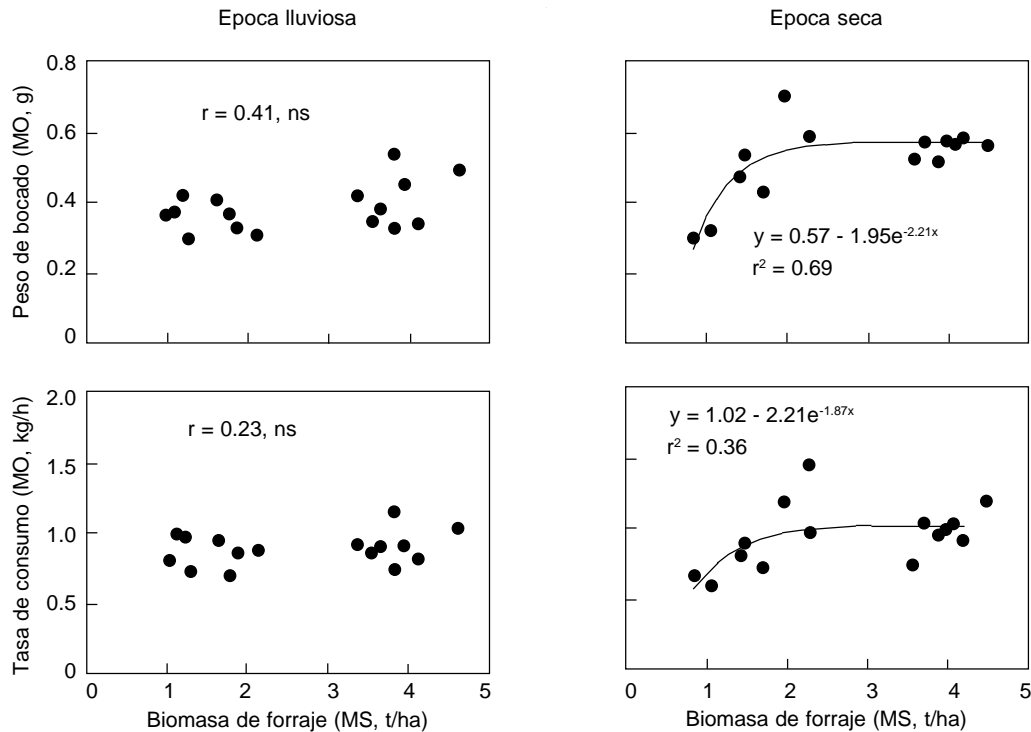 Epoca lluviosa
Epoca seca
Peso de bocado (MO, g)
0.8
0.6
0.4
0.2
0
r = 0.41, ns
y = 0.57 - 1.95e^-2.21x
r² = 0.69
Tasa de consumo (MO, kg/h)
2.0
1.5
1.0
0.5
0
r = 0.23, ns
y = 1.02 - 2.21e^-1.87x
r² = 0.36
0 1 2 3 4 5
0 1 2 3 4 5
Biomasa de forraje (MS, t/ha)
Biomasa de forraje (MS, t/ha)